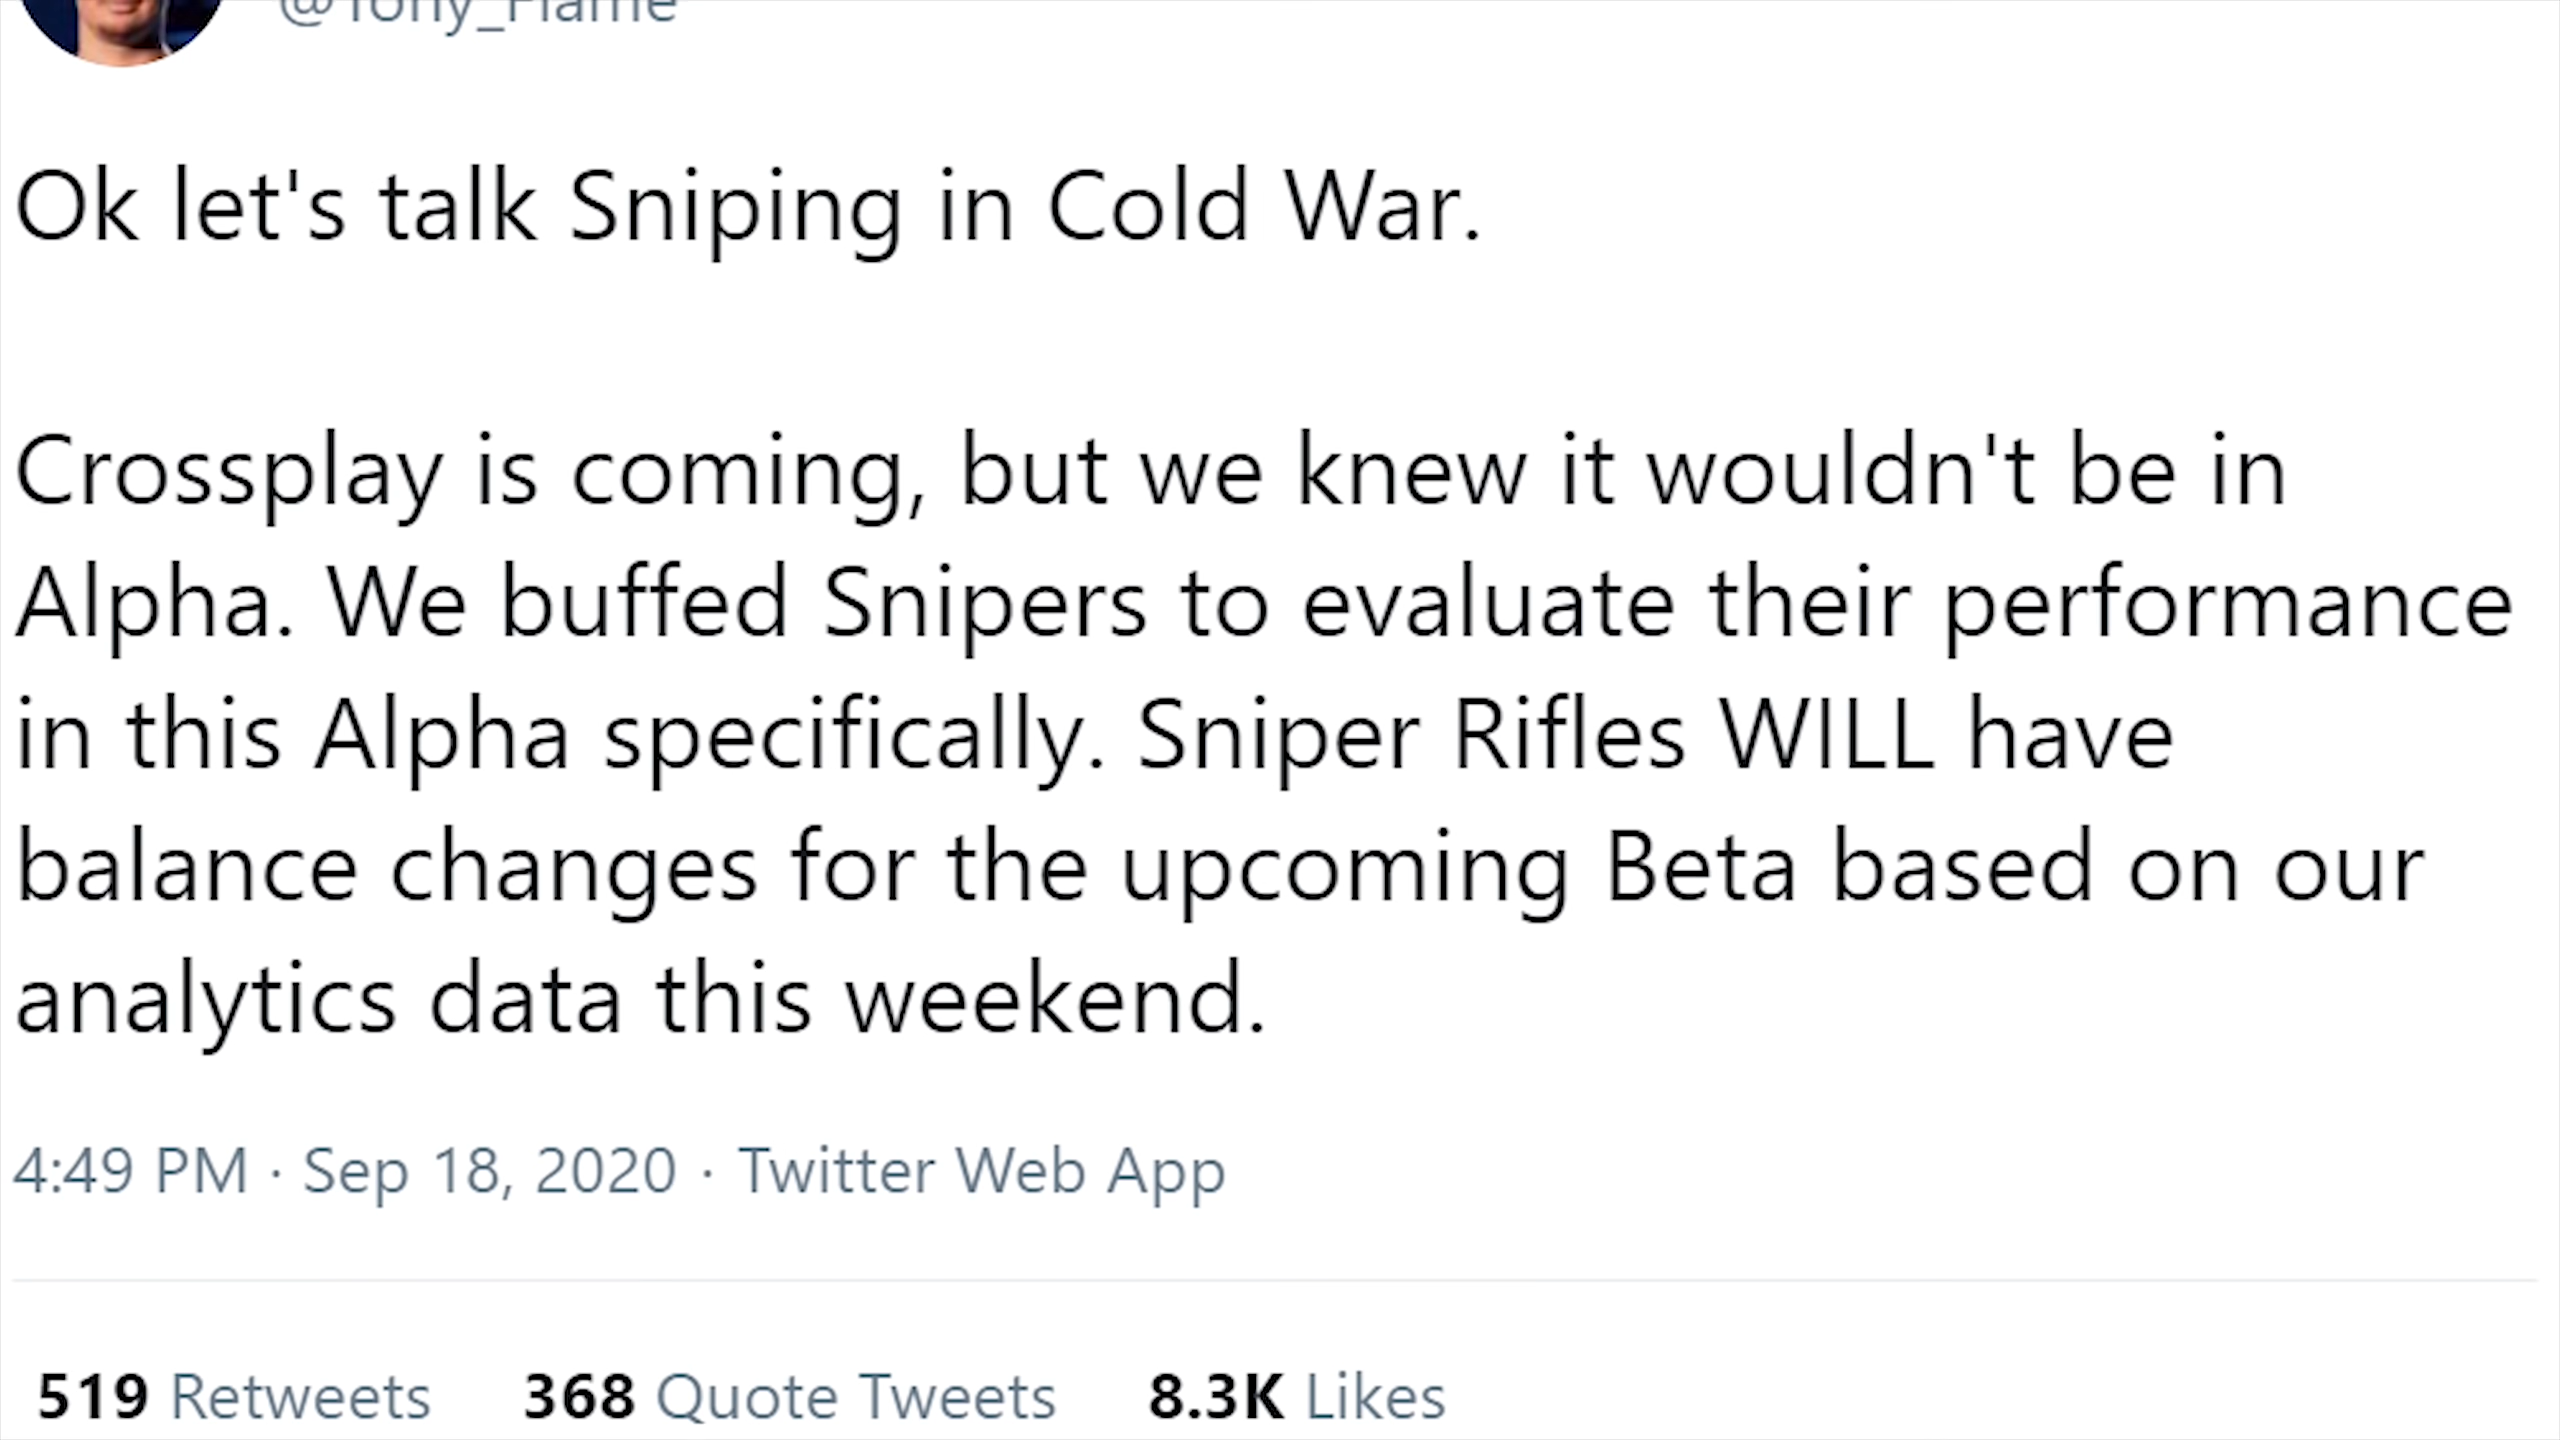 @Tony_Flame
Ok let's talk Sniping in Cold War.
Crossplay is coming, but we knew it wouldn't be in
Alpha. We buffed Snipers to evaluate their performance
in this Alpha specifically. Sniper Rifles WILL have
balance changes for the upcoming Beta based on our
analytics data this weekend.
4:49 PM · Sep 18, 2020 · Twitter Web App
519 Retweets 368 Quote Tweets 8.3K Likes